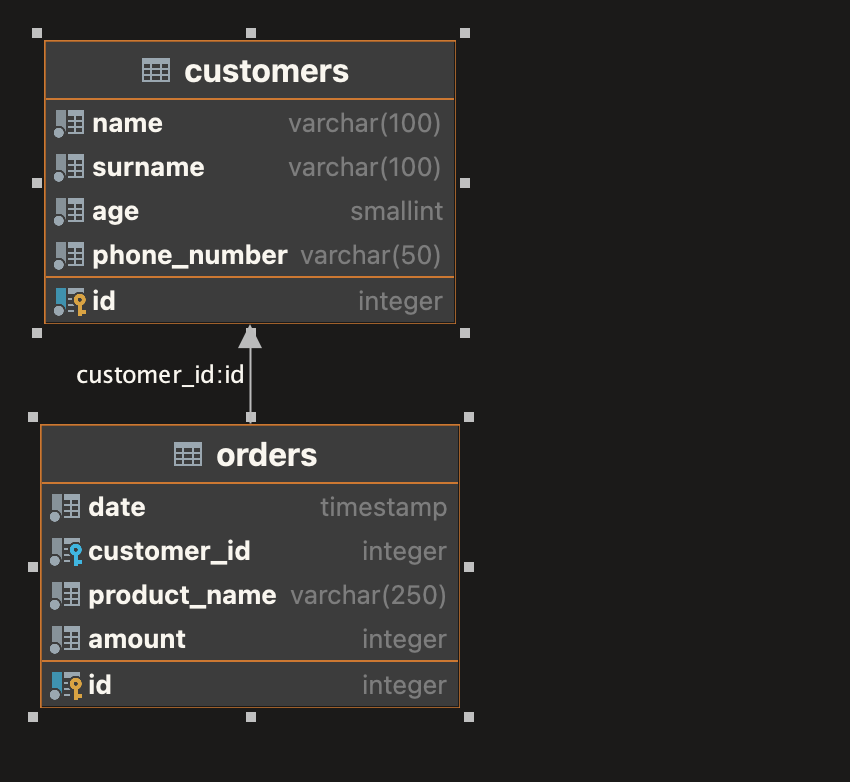 customers
name varchar(100)
surname varchar(100)
age smallint
phone_number varchar(50)
id integer
customer_id:id
orders
date timestamp
customer_id integer
product_name varchar(250)
amount integer
id integer